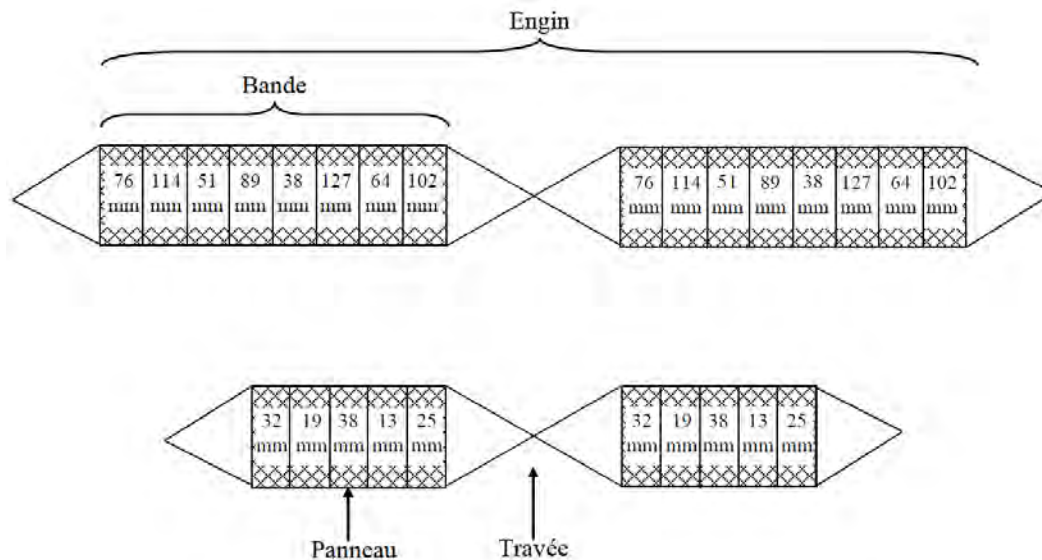 Engin
Bande
76 114 51 89 38 127 64 102
mm mm mm mm mm mm mm mm
76 114 51 89 38 127 64 102
mm mm mm mm mm mm mm mm
32 19 38 13 25
mm mm mm mm mm
32 19 38 13 25
mm mm mm mm mm
Panneau
Travée